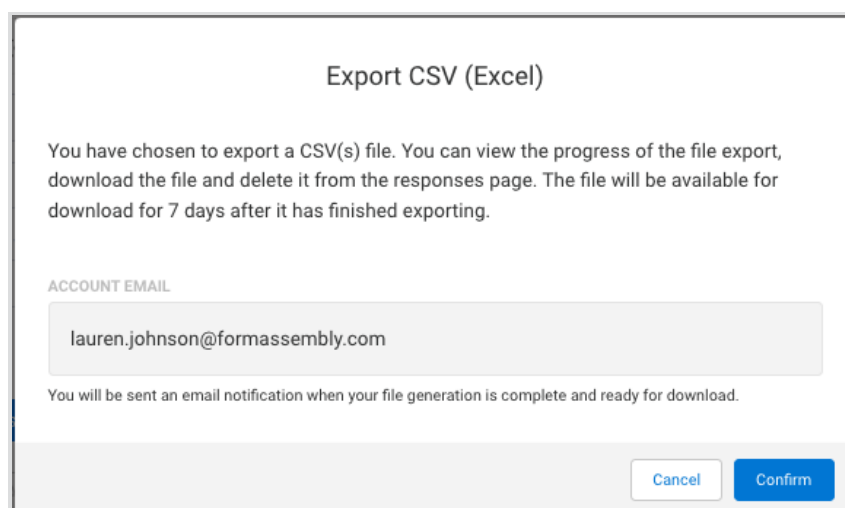 Export CSV (Excel)
You have chosen to export a CSV(s) file. You can view the progress of the file export,
download the file and delete it from the responses page. The file will be available for
download for 7 days after it has finished exporting.
ACCOUNT EMAIL
lauren.johnson@formassembly.com
You will be sent an email notification when your file generation is complete and ready for download.
Cancel Confirm